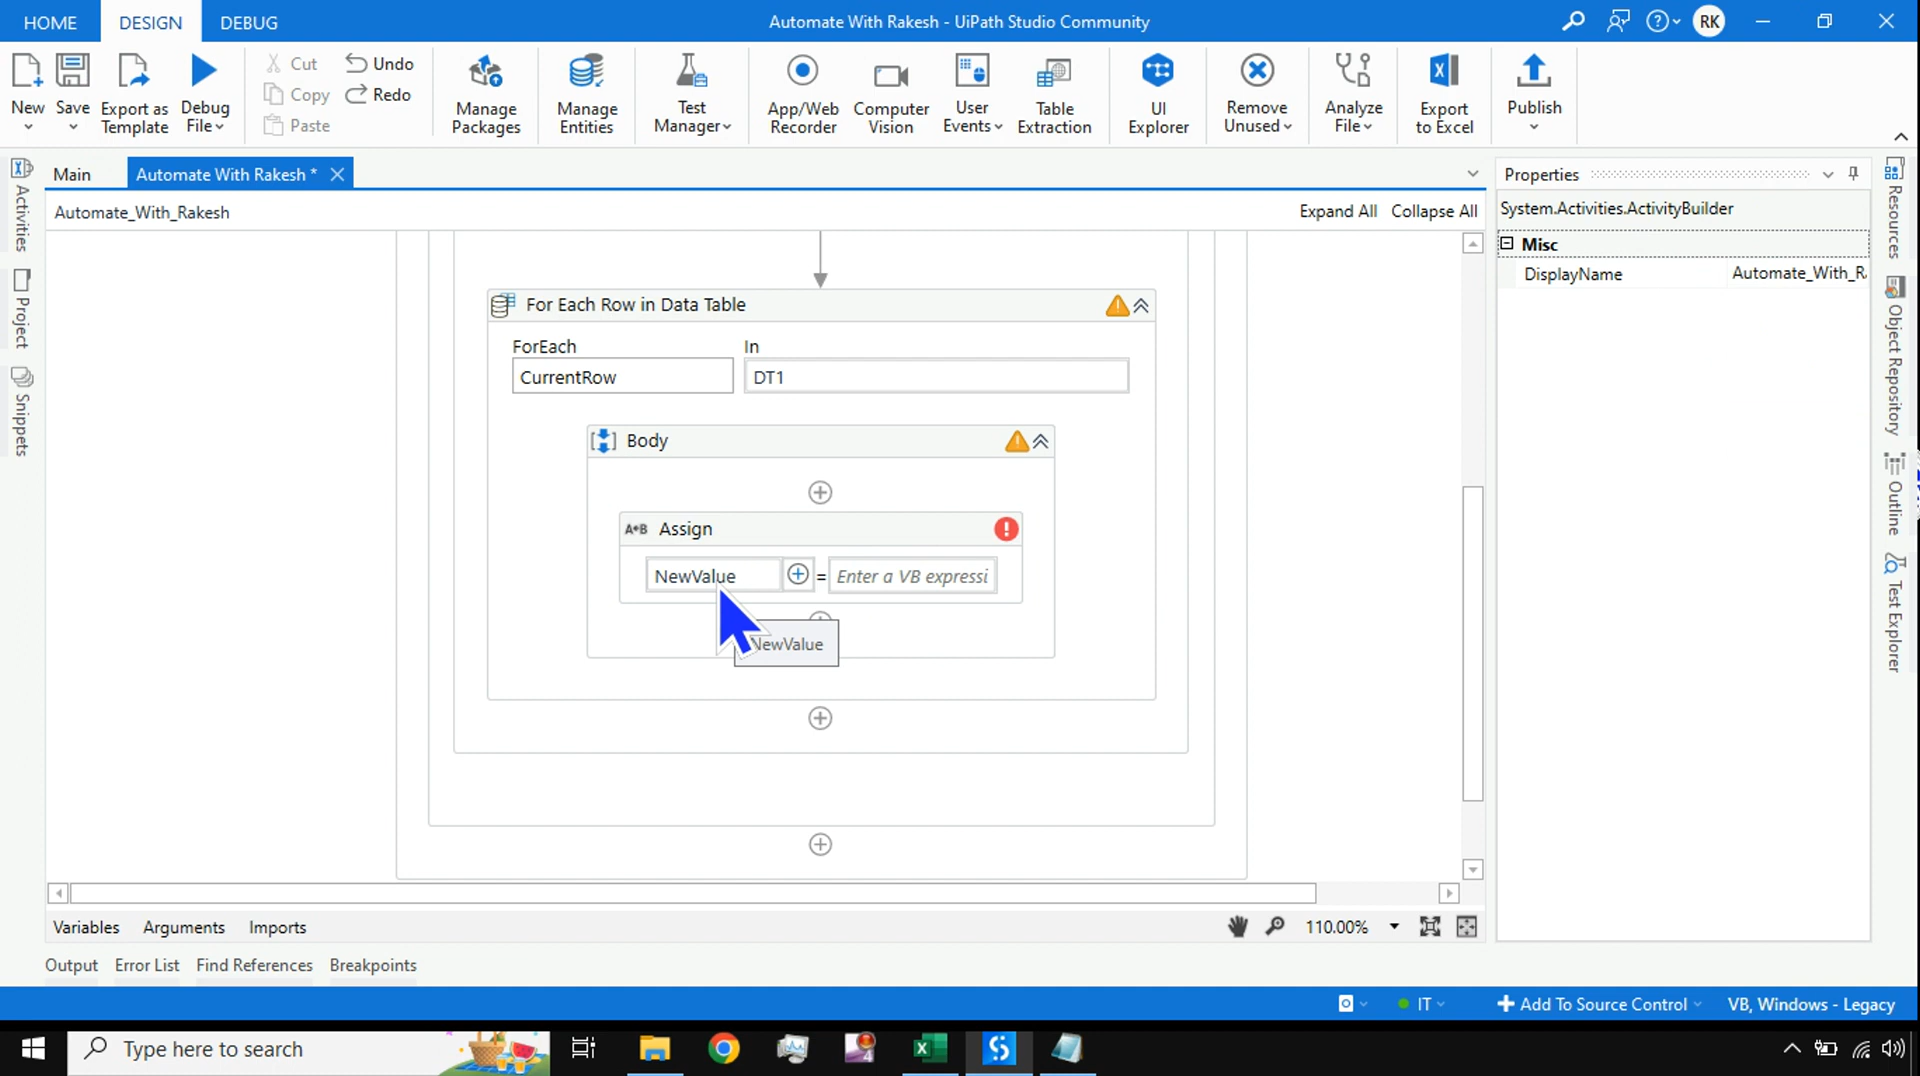 HOME DESIGN DEBUG Automate With Rakesh - UiPath Studio Community RK
New Save Export as Template Debug File Cut Copy Paste Undo Redo Manage Packages Manage Entities Test Manager App/Web Recorder Computer Vision User Events Table Extraction UI Explorer Remove Unused Analyze File Export to Excel Publish
Main Automate With Rakesh * Properties
Automate_With_Rakesh Expand All Collapse All System.Activities.ActivityBuilder
Misc
DisplayName Automate_With_R
Activities
Project
Snippets
For Each Row in Data Table
ForEach In
CurrentRow DT1
Body
A+B Assign
NewValue = Enter a VB expressi
NewValue
Resources
Object Repository
Outline
Test Explorer
Variables Arguments Imports 110.00%
Output Error List Find References Breakpoints
IT Add To Source Control VB, Windows - Legacy
Type here to search